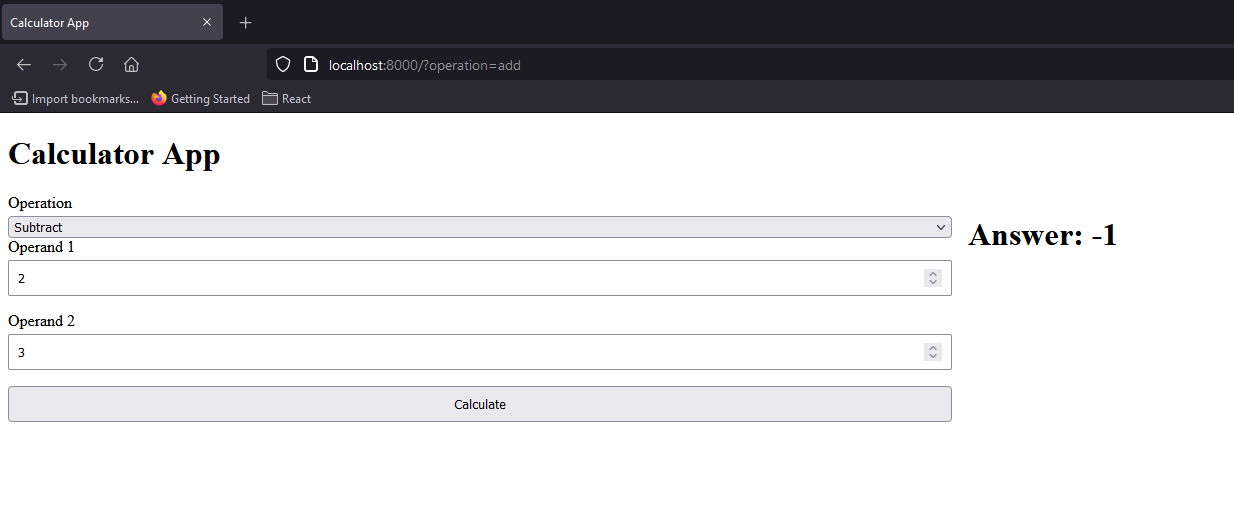 Calculator App
localhost:8000/?operation=add
Import bookmarks... Getting Started React
Calculator App
Operation
Subtract
Operand 1
2
Operand 2
3
Calculate
Answer: -1